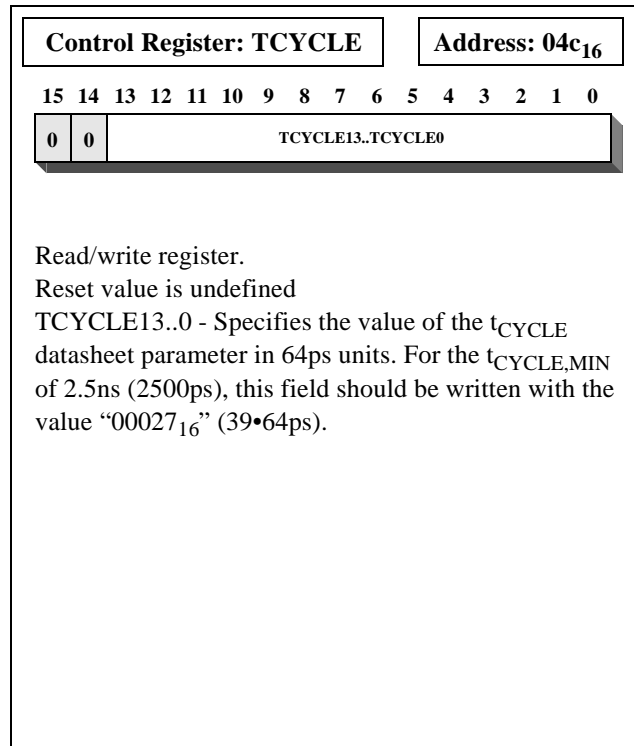 Control Register: TCYCLE Address: 04c16
15 14 13 12 11 10 9 8 7 6 5 4 3 2 1 0
0 0 TCYCLE13..TCYCLE0
Read/write register.
Reset value is undefined
TCYCLE13..0 - Specifies the value of the tCYCLE
datasheet parameter in 64ps units. For the tCYCLE,MIN
of 2.5ns (2500ps), this field should be written with the
value “0002716” (39•64ps).